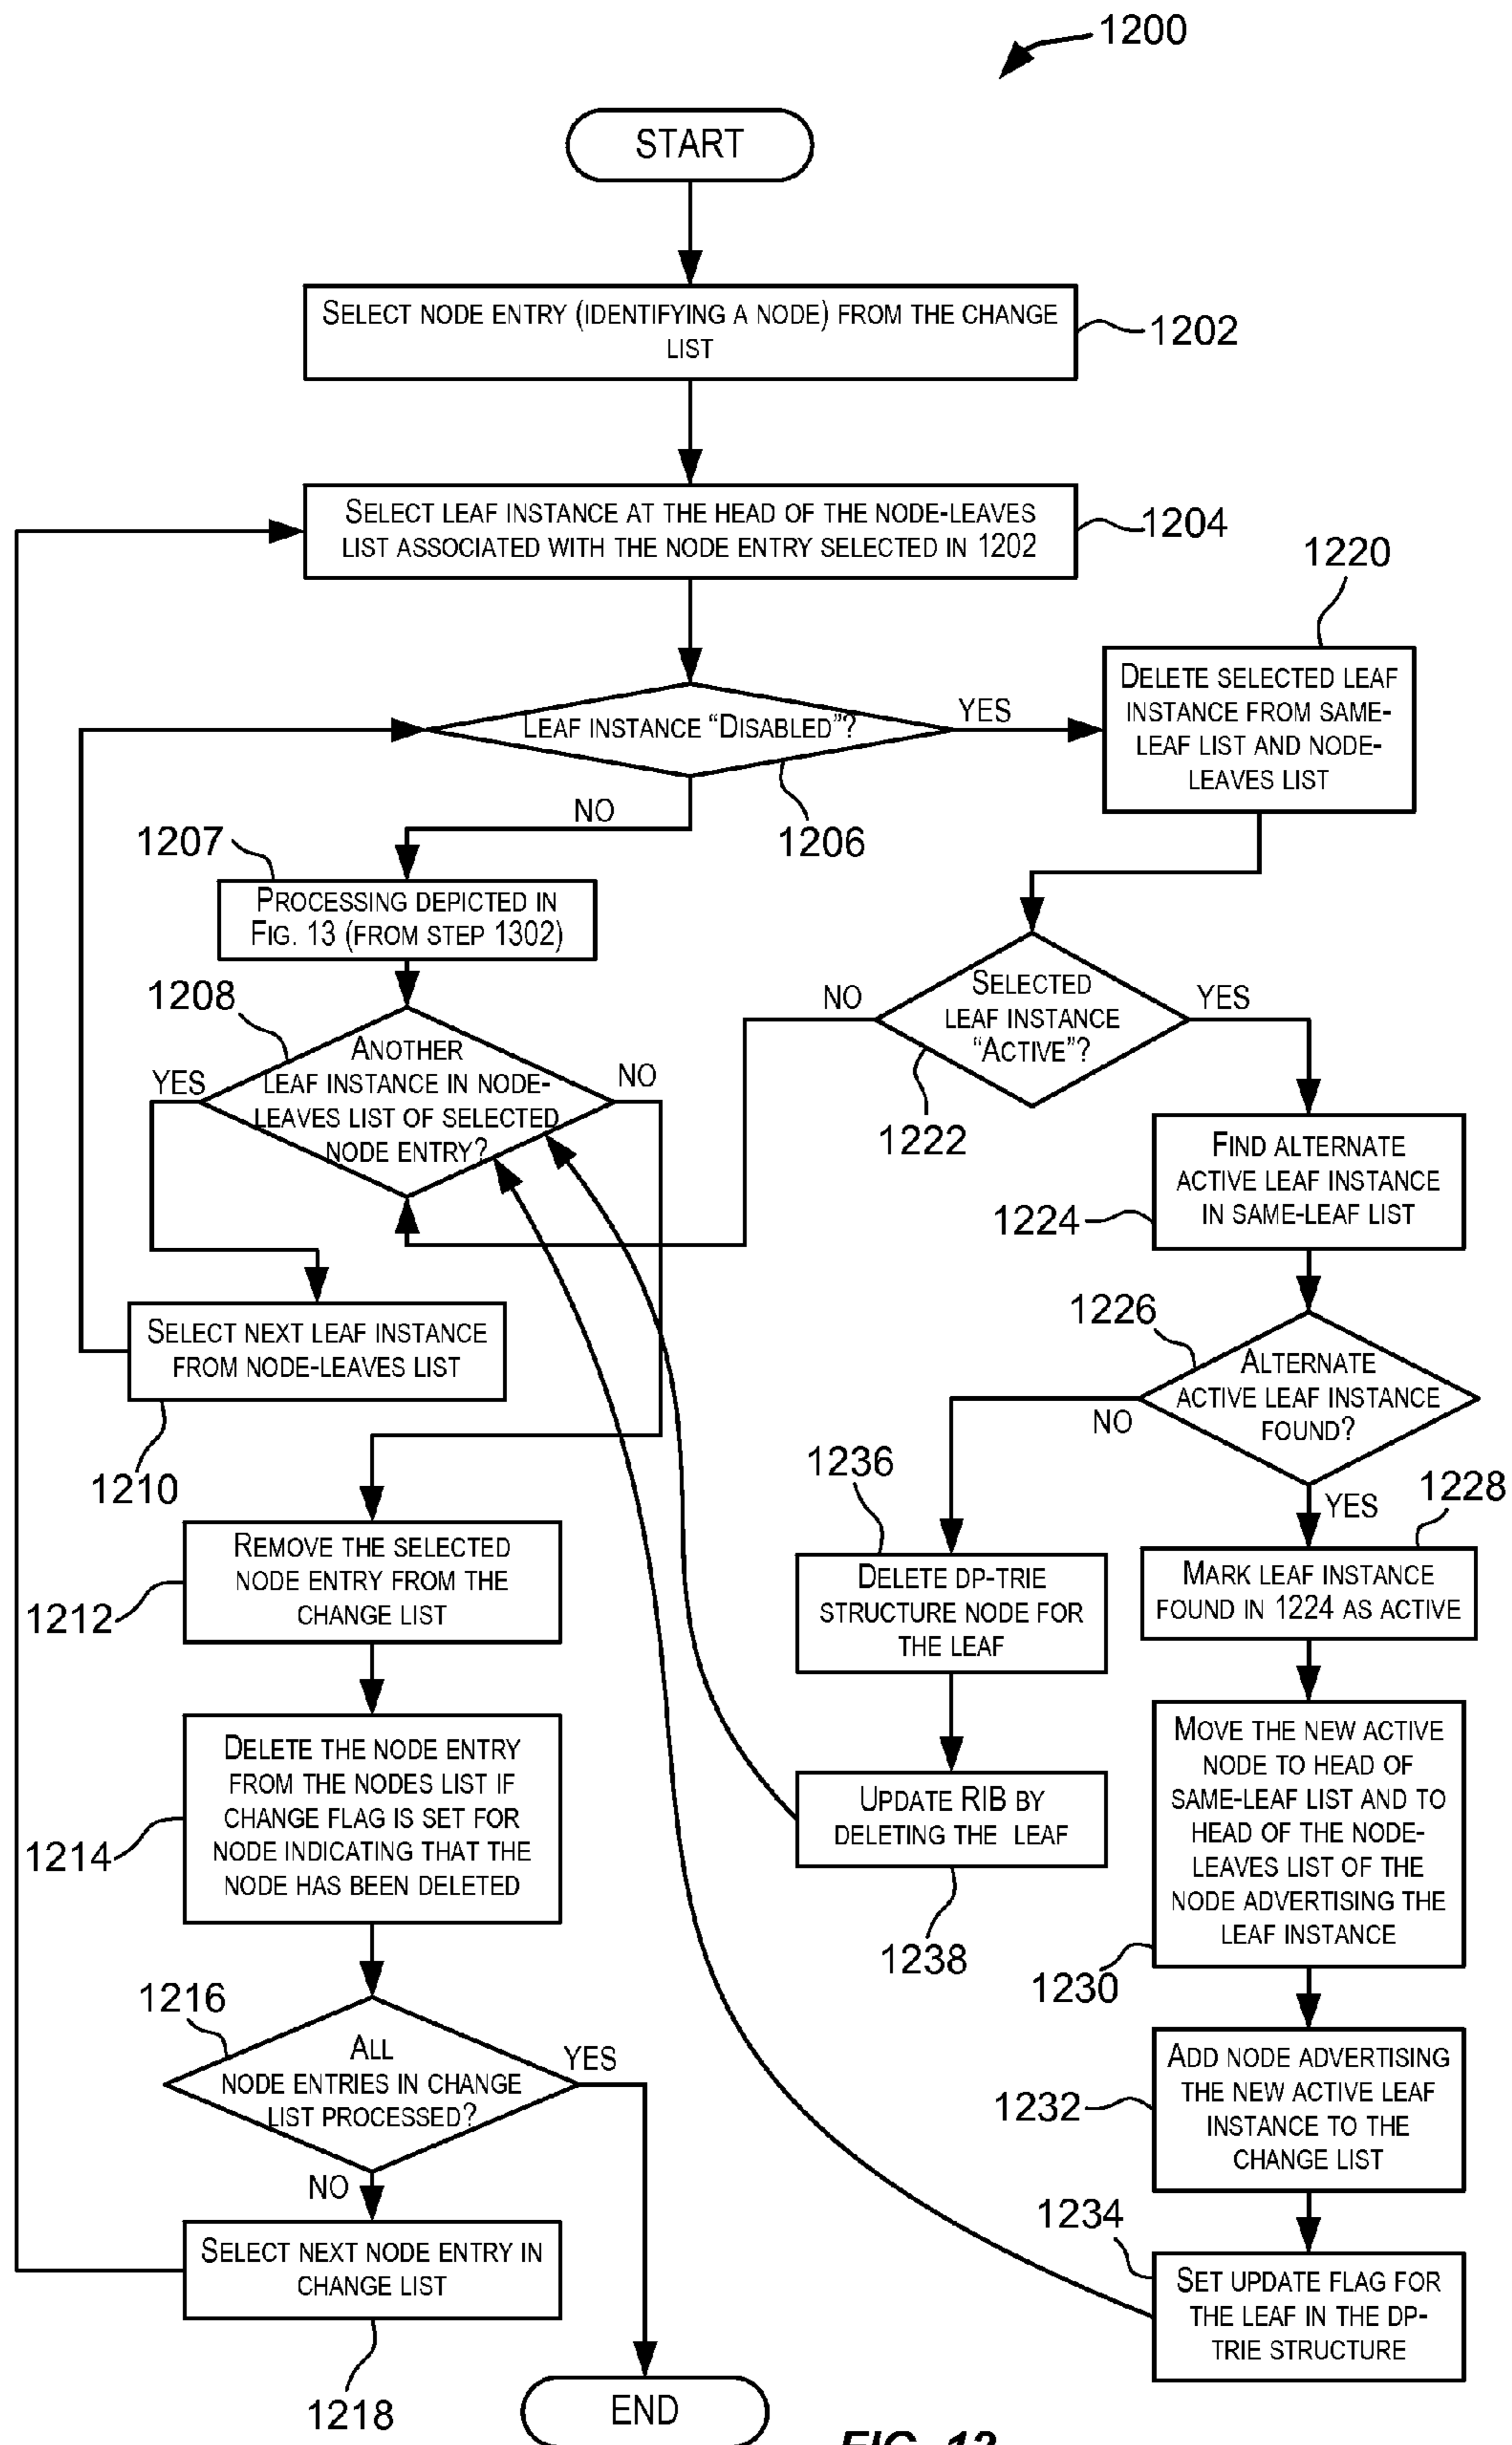 1200
START
SELECT NODE ENTRY (IDENTIFYING A NODE) FROM THE CHANGE
LIST
1202
SELECT LEAF INSTANCE AT THE HEAD OF THE NODE-LEAVES
LIST ASSOCIATED WITH THE NODE ENTRY SELECTED IN 1202
1204
1220
DELETE SELECTED LEAF
INSTANCE FROM SAME-
LEAF LIST AND NODE-
LEAVES LIST
LEAF INSTANCE “DISABLED”?
YES
NO
1206
1207
PROCESSING DEPICTED IN
FIG. 13 (FROM STEP 1302)
1208
ANOTHER
LEAF INSTANCE IN NODE-
LEAVES LIST OF SELECTED
NODE ENTRY?
YES
NO
NO
SELECTED
LEAF INSTANCE
“ACTIVE”?
YES
1222
FIND ALTERNATE
ACTIVE LEAF INSTANCE
IN SAME-LEAF LIST
1224
SELECT NEXT LEAF INSTANCE
FROM NODE-LEAVES LIST
1210
1226
ALTERNATE
ACTIVE LEAF INSTANCE
FOUND?
NO
YES
1236
1228
REMOVE THE SELECTED
NODE ENTRY FROM THE
CHANGE LIST
1212
DELETE DP-TRIE
STRUCTURE NODE FOR
THE LEAF
MARK LEAF INSTANCE
FOUND IN 1224 AS ACTIVE
DELETE THE NODE ENTRY
FROM THE NODES LIST IF
CHANGE FLAG IS SET FOR
NODE INDICATING THAT THE
NODE HAS BEEN DELETED
1214
UPDATE RIB BY
DELETING THE LEAF
1238
MOVE THE NEW ACTIVE
NODE TO HEAD OF
SAME-LEAF LIST AND TO
HEAD OF THE NODE-
LEAVES LIST OF THE
NODE ADVERTISING THE
LEAF INSTANCE
1230
1216
ALL
NODE ENTRIES IN CHANGE
LIST PROCESSED?
YES
NO
ADD NODE ADVERTISING
THE NEW ACTIVE LEAF
INSTANCE TO THE
CHANGE LIST
1232
1234
SELECT NEXT NODE ENTRY IN
CHANGE LIST
1218
SET UPDATE FLAG FOR
THE LEAF IN THE DP-
TRIE STRUCTURE
END
FIG. 12